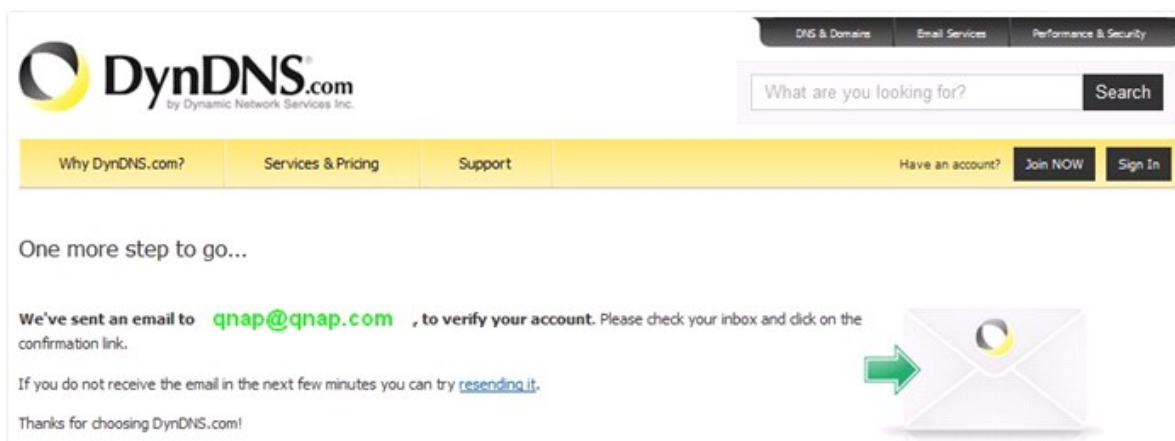 DNS & Domains Email Services Performance & Security
DynDNS.com
by Dynamic Network Services Inc.
What are you looking for? Search
Why DynDNS.com? Services & Pricing Support Have an account? Join NOW Sign In
One more step to go...
We've sent an email to qnap@qnap.com , to verify your account. Please check your inbox and click on the
confirmation link.
If you do not receive the email in the next few minutes you can try resending it.
Thanks for choosing DynDNS.com!